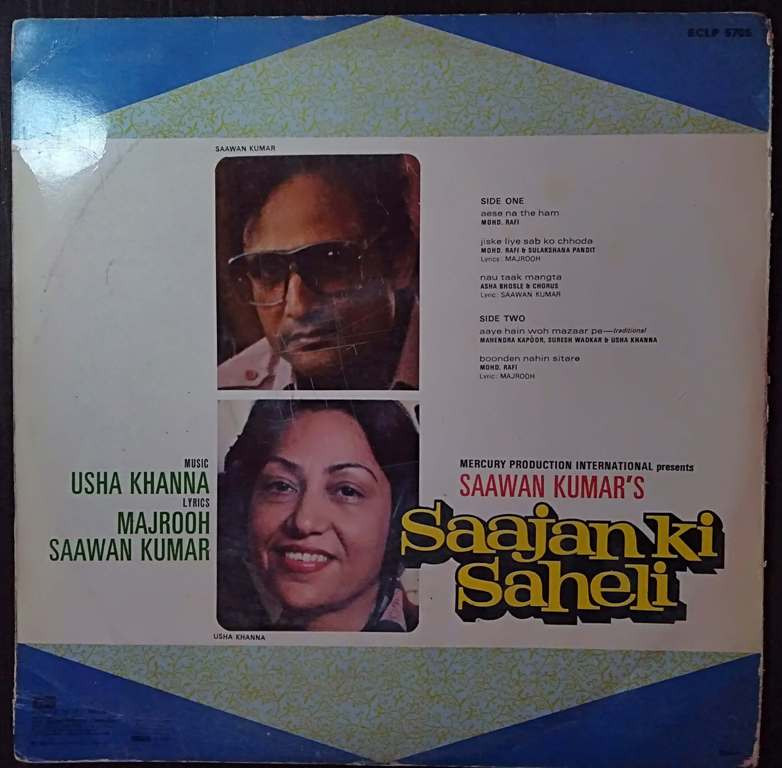 ECLP 5705
SAAWAN KUMAR
SIDE ONE
aese na the ham
MOHD. RAFI
jiske liye sab ko chhoda
MOHD. RAFI & SULAKSHANA PANDIT
Lyrics: MAJROOH
nau taak mangta
ASHA BHOSLE & CHORUS
Lyric: SAAWAN KUMAR
SIDE TWO
aaye hain woh mazaar pe—traditional
MAHENDRA KAPOOR, SURESH WADKAR & USHA KHANNA
boonden nahin sitare
MOHD. RAFI
Lyric: MAJROOH
MUSIC
USHA KHANNA
LYRICS
MAJROOH
SAAWAN KUMAR
MERCURY PRODUCTION INTERNATIONAL presents
SAAWAN KUMAR'S
Saajan ki
Saheli
USHA KHANNA